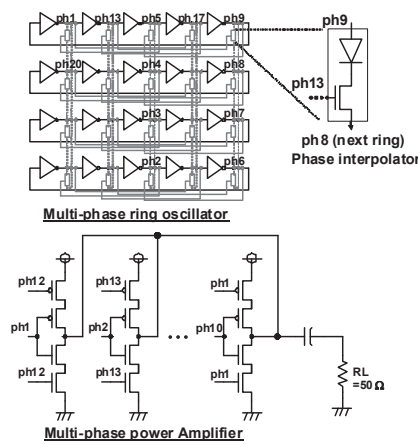 ph1 ph13 ph5 ph17 ph9
ph20 ph4 ph8
ph3 ph7
ph2 ph6
Multi-phase ring oscillator
ph9
ph13
ph8 (next ring)
Phase interpolator
ph12 ph13 ph1
ph1 ph2 ph10
ph12 ph13 ph1
RL
=50Ω
Multi-phase power Amplifier